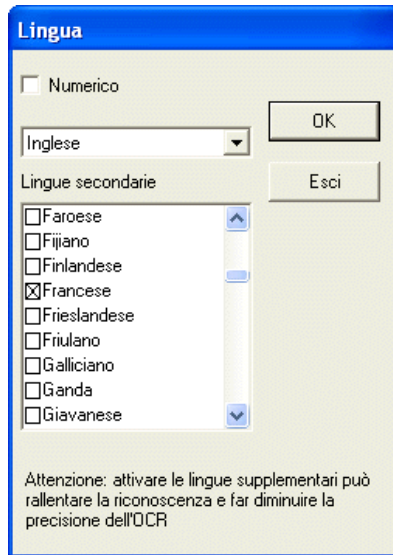 Lingua
Numerico
OK
Inglese
Lingue secondarie
Esci
Faroese
Fijiano
Finlandese
Francese
Frieslandese
Friulano
Galliciano
Ganda
Giavanese
Attenzione: attivare le lingue supplementari può
rallentare la riconoscenza e far diminuire la
precisione dell'OCR